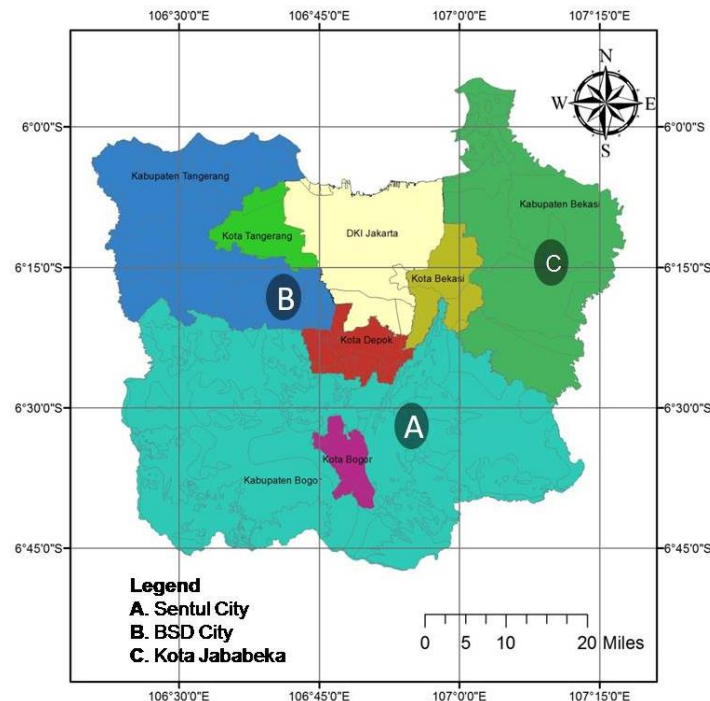 106°30'0"E 106°45'0"E 107°0'0"E 107°15'0"E
N
W E
S
6°0'0"S 6°0'0"S
Kabupaten Tangerang
Kabupaten Bekasi
Kota Tangerang
DKI Jakarta
C
6°15'0"S 6°15'0"S
Kota Bekasi
B
Kota Depok
6°30'0"S 6°30'0"S
A
Kota Bogor
Kabupaten Bogo
6°45'0"S 6°45'0"S
Legend
A. Sentul City
B. BSD City
C. Kota Jababeka
0 5 10 20 Miles
106°30'0"E 106°45'0"E 107°0'0"E 107°15'0"E